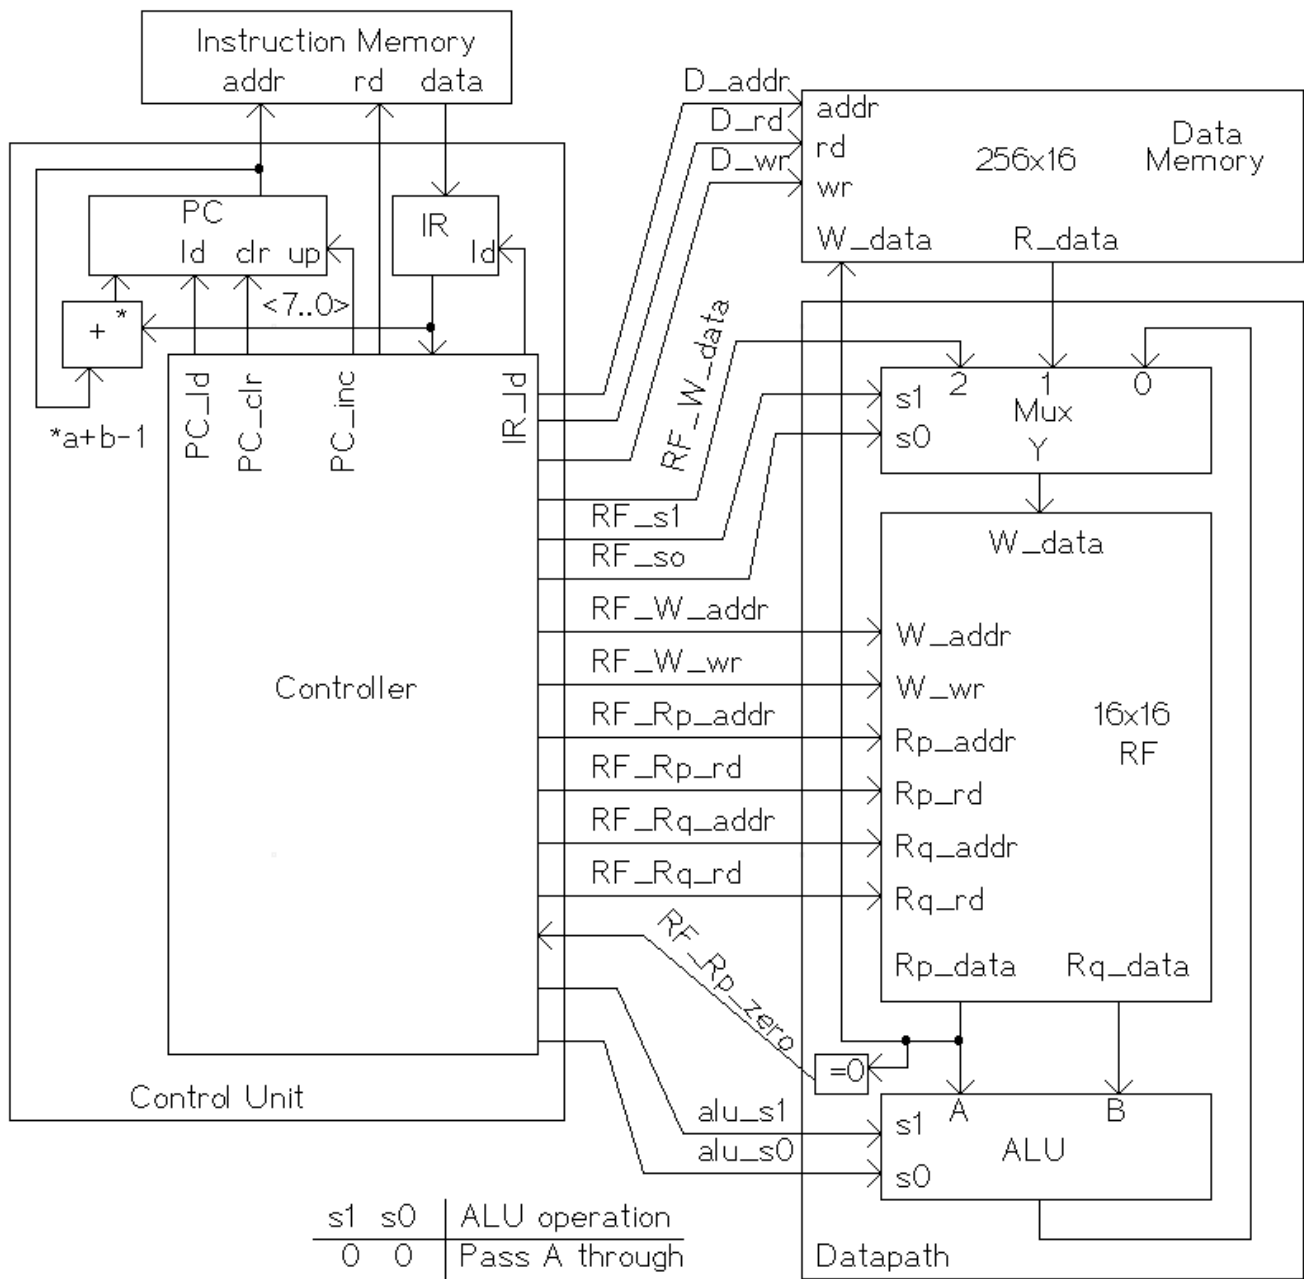 Instruction Memory
addr rd data
D_addr
D_rd
D_wr
addr
rd
wr
256x16
Data
Memory
W_data R_data
PC
ld clr up
IR
ld
<7..0>
+ *
*a+b-1
PC_ld
PC_clr
PC_inc
IR_ld
RF_W_data
2 1 0
s1
s0
Mux
Y
RF_s1
RF_so
W_data
RF_W_addr
W_addr
RF_W_wr
W_wr
Controller
16x16
RF
RF_Rp_addr
Rp_addr
RF_Rp_rd
Rp_rd
RF_Rq_addr
Rq_addr
RF_Rq_rd
Rq_rd
RF_Rp_zero
Rp_data Rq_data
=0
Control Unit
A B
alu_s1
alu_s0
s1
s0
ALU
s1 s0 ALU operation
0 0 Pass A through
Datapath